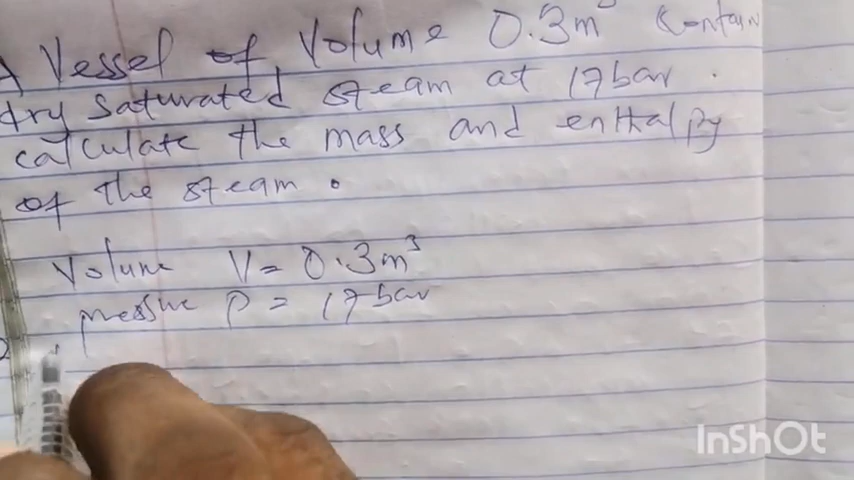 A Vessel of Volume 0.3m³ contain
dry saturated steam at 17bar.
calculate the mass and enthalpy
of the steam.
Volume V = 0.3m³
pressure P = 17bar
InShOt